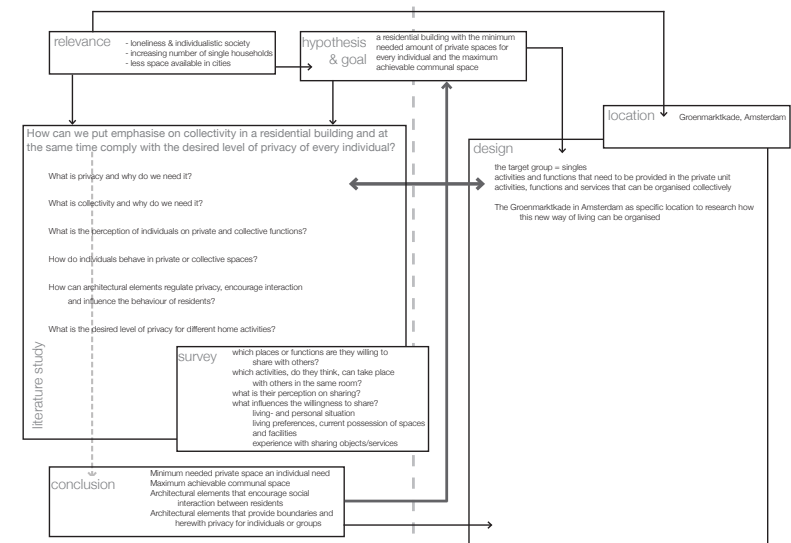 relevance
- loneliness & individualistic society
- increasing number of single households
- less space available in cities
hypothesis
& goal
a residential building with the minimum
needed amount of private spaces for
every individual and the maximum
achievable communal space
location
Groenmarktkade, Amsterdam
How can we put emphasise on collectivity in a residential building and at
the same time comply with the desired level of privacy of every individual?
What is privacy and why do we need it?
What is collectivity and why do we need it?
What is the perception of individuals on private and collective functions?
How do individuals behave in private or collective spaces?
How can architectural elements regulate privacy, encourage interaction
and influence the behaviour of residents?
What is the desired level of privacy for different home activities?
literature study
design
the target group = singles
activities and functions that need to be provided in the private unit
activities, functions and services that can be organised collectively
The Groenmarktkade in Amsterdam as specific location to research how
this new way of living can be organised
survey
which places or functions are they willing to
share with others?
which activities, do they think, can take place
with others in the same room?
what is their perception on sharing?
what influences the willingness to share?
living- and personal situation
living preferences, current possession of spaces
and facilities
experience with sharing objects/services
conclusion
Minimum needed private space an individual need
Maximum achievable communal space
Architectural elements that encourage social
interaction between residents
Architectural elements that provide boundaries and
herewith privacy for individuals or groups